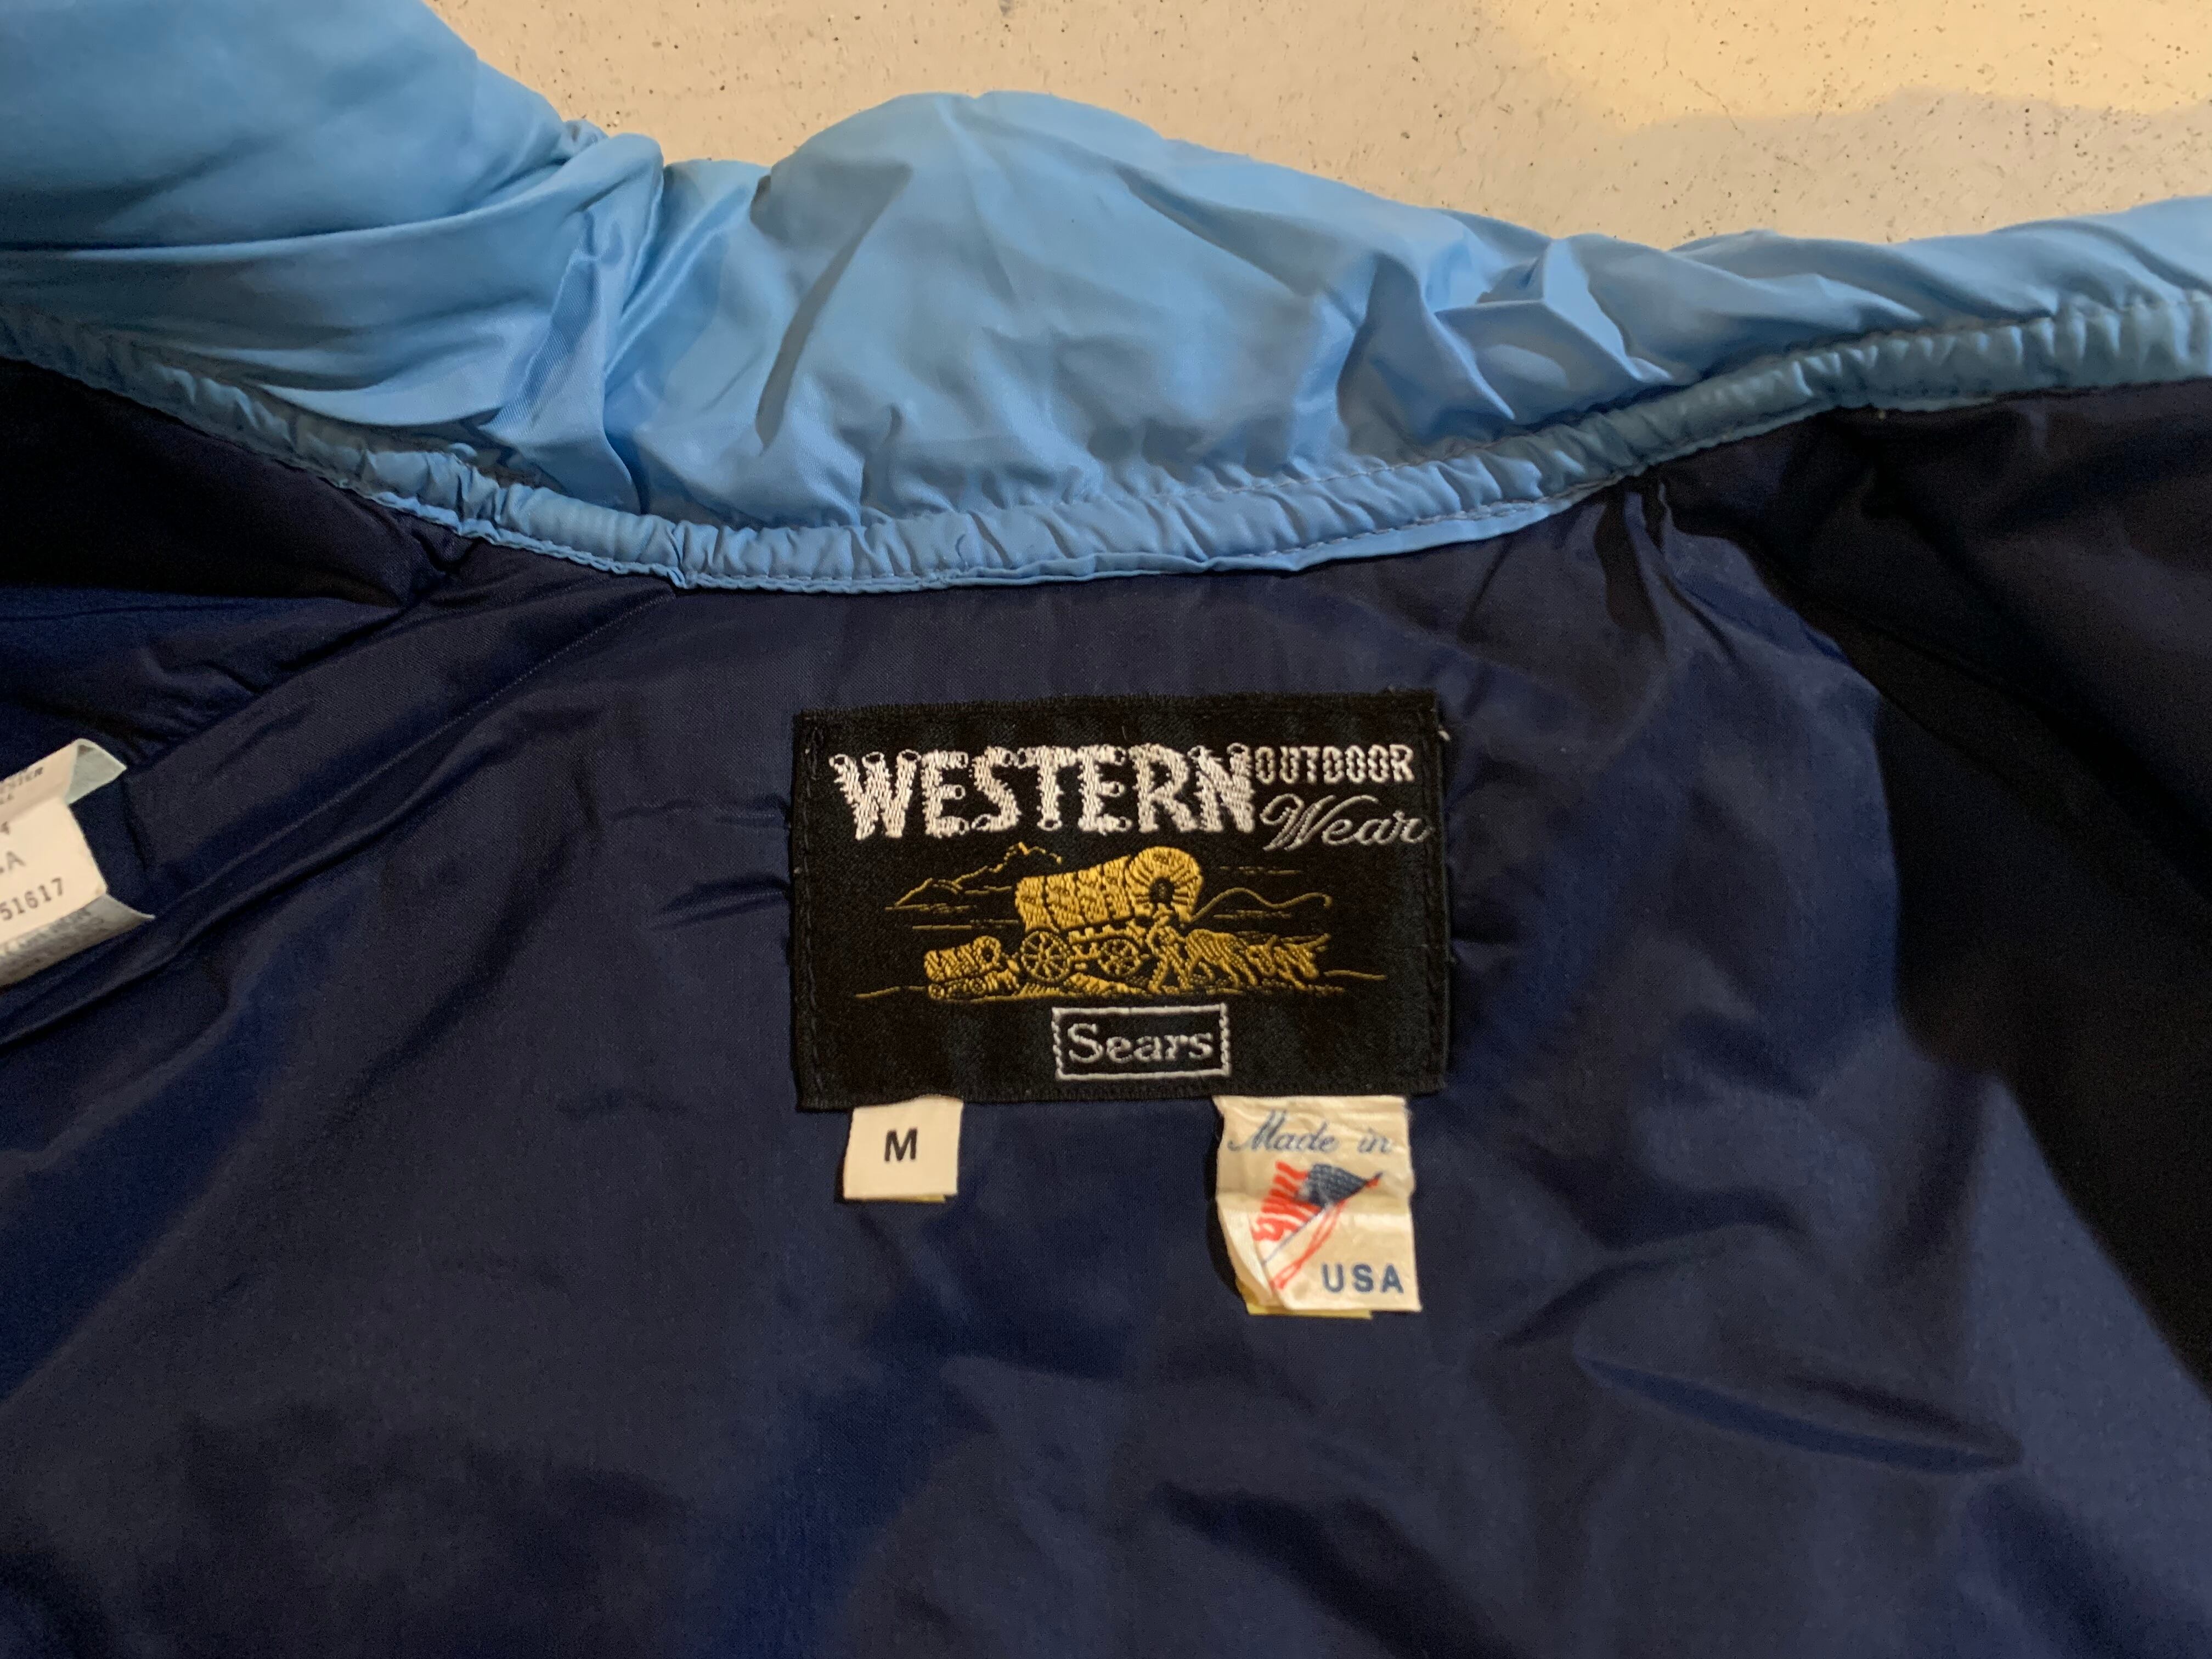 WESTERN OUTDOOR
Wear
Sears
M
Made in
USA
51617